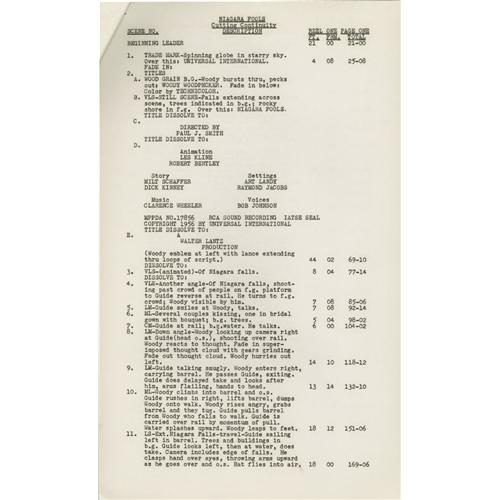 NIAGARA FOOLS
Cutting Continuity
SCENE NO. DESCRIPTION REEL ONE PAGE ONE
FT. FRM. TOTAL
BEGINNING LEADER 21 00 21-00
1. TRADE MARK-Spinning globe in starry sky.
Over this: UNIVERSAL INTERNATIONAL. 4 08 25-08
FADE IN:
2. TITLES
A. WOOD GRAIN B.G.-Woody bursts thru, pecks
out: WOODY WOODPECKER. Fade in below:
Color by TECHNICOLOR.
B. VLS-STILL SCENE-Falls extending across
scene, trees indicated in b.g.; rocky
shore in f.g. Over this: NIAGARA FOOLS.
TITLE DISSOLVE TO:
C.
DIRECTED BY
PAUL J. SMITH
TITLE DISSOLVE TO:
D.
Animation
LES KLINE
ROBERT BENTLEY
Story Settings
MILT SCHAFFER ART LANDY
DICK KINNEY RAYMOND JACOBS
Music Voices
CLARENCE WHEELER BOB JOHNSON
MPPDA NO.17856 RCA SOUND RECORDING IATSE SEAL
COPYRIGHT 1956 BY UNIVERSAL INTERNATIONAL
TITLE DISSOLVE TO:
E. A
WALTER LANTZ
PRODUCTION
(Woody emblem at left with lance extending
thru loops of script.) 44 02 69-10
DISSOLVE TO:
3. VLS-(animated)-Of Niagara falls. 8 04 77-14
DISSOLVE TO:
4. VLS-Another angle-Of Niagara falls, shoot-
ing past crowd of people on f.g. platform
to Guide reverse at rail. He turns to f.g.
crowd; Woody visible by him. 7 08 85-06
5. LM-Guide smiles at Woody, talks. 7 08 92-14
6. ML-Several couples kissing, one in bridal
gown with bouquet; b.g. trees. 5 04 98-02
7. CM-Guide at rail; b.g.water. He talks. 6 00 104-02
8. LM-Down angle-Woody looking up camera right
at Guide(head o.s.), shooting over rail.
Woody reacts to thought. Fade in super-
imposed thought cloud with gears grinding.
Fade out thought cloud. Woody hurries out
left. 14 10 118-12
9. LM-Guide talking smugly. Woody enters right,
carrying barrel. He passes Guide, exiting.
Guide does delayed take and looks after
him, arms flailing, hands to head. 13 14 132-10
10. ML-Woody climbs into barrel and o.s.
Guide rushes in right, lifts barrel, dumps
Woody onto walk. Woody rises angry, grabs
barrel and they tug. Guide pulls barrel
from Woody who falls to walk. Guide is
carried over rail by momentum of pull.
Water splashes upward. Woody leaps to feet. 18 12 151-06
11. LS-Ext.Niagara Falls-travel-Guide sailing
left in barrel. Trees and buildings in
b.g. Guide looks left, then at water, does
take. Camera includes edge of falls. He
clasps hand over eyes, throwing arms upward
as he goes over and o.s. Hat flies into air. 18 00 169-06